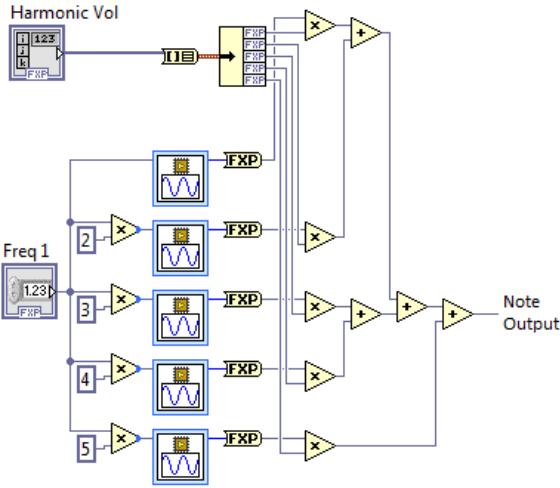 Harmonic Vol
i 123
j
k
FXP
FXP
FXP
FXP
FXP
FXP
FXP
×
+
FXP
2
×
FXP
×
Freq 1
1.23
FXP
3
×
FXP
×
+
+
+
Note
Output
4
×
FXP
×
5
×
FXP
×